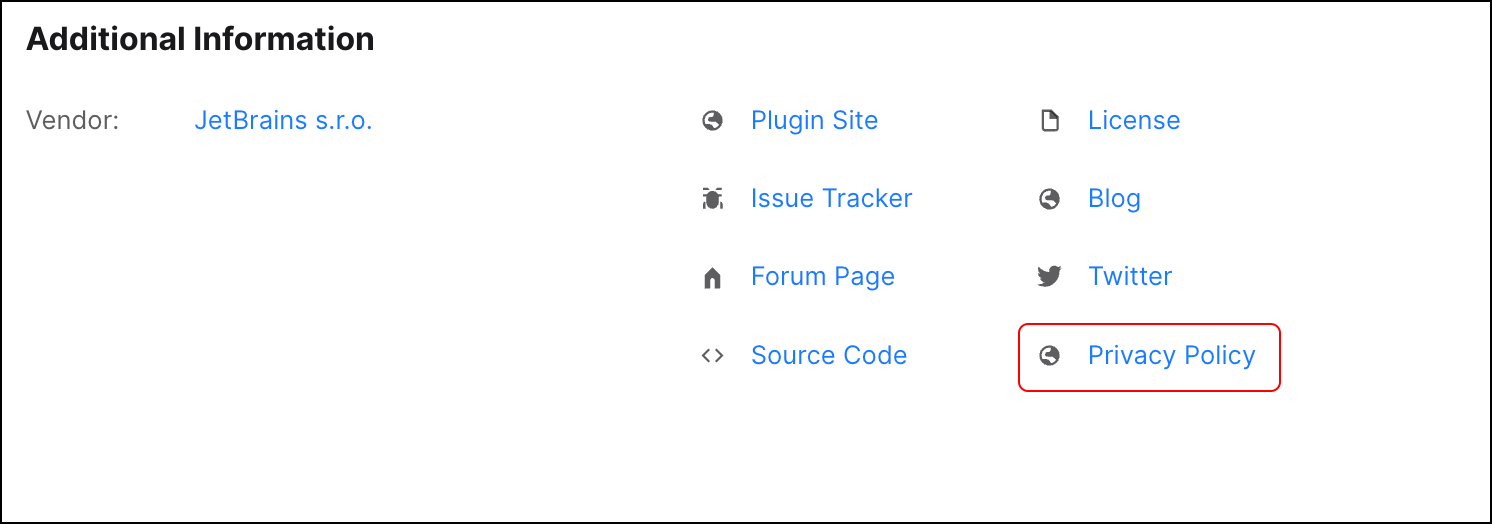 Additional Information
Vendor: JetBrains s.r.o. Plugin Site License
Issue Tracker Blog
Forum Page Twitter
Source Code Privacy Policy